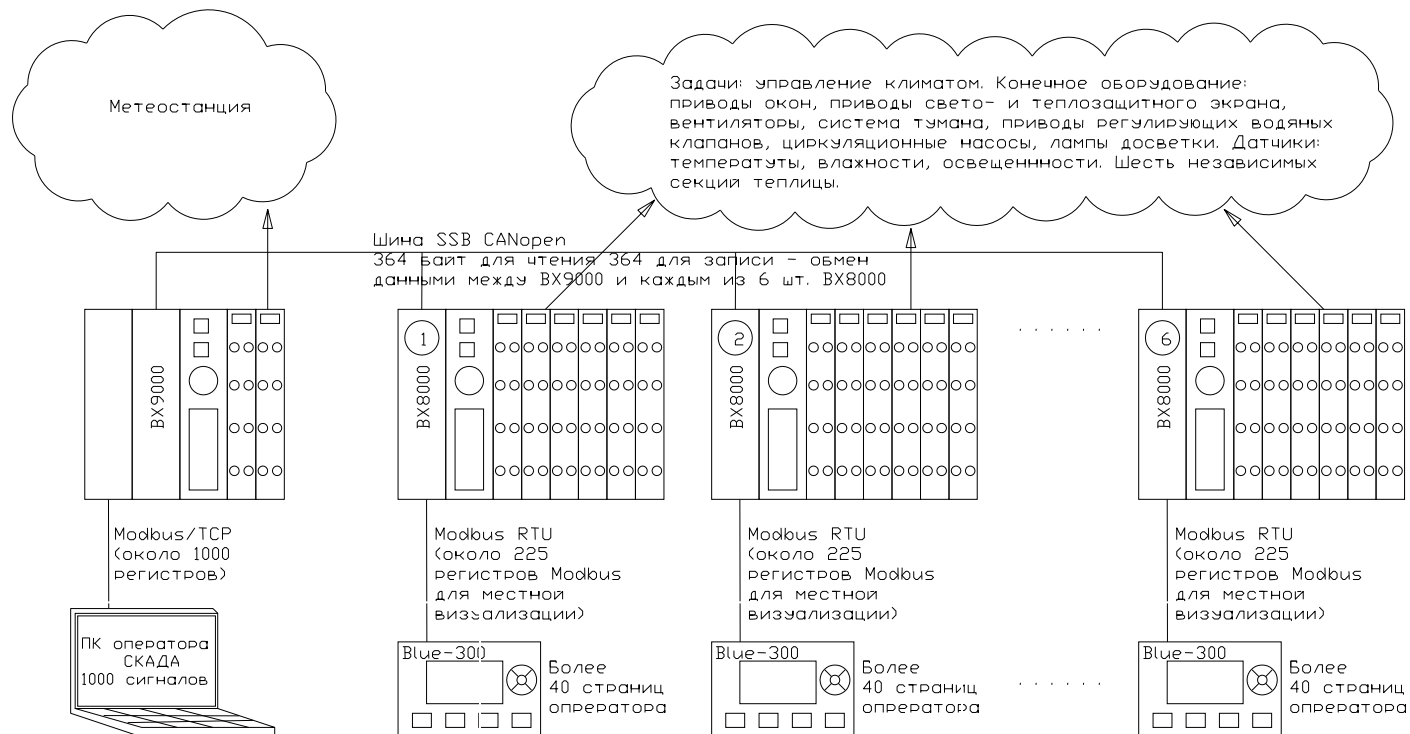 Метеостанция
Задачи: управление климатом. Конечное оборудование:
приводы окон, приводы свето- и теплозащитного экрана,
вентиляторы, система тумана, приводы регулирующих водяных
клапанов, циркуляционные насосы, лампы досветки. Датчики:
температуты, влажности, освещеннности. Шесть независимых
секций теплицы.
Шина SSB CANopen
364 байт для чтения 364 для записи - обмен
данными между BX9000 и каждым из 6 шт. BX8000
BX9000
1
BX8000
2
BX8000
6
BX8000
Modbus/TCP
(около 1000
регистров)
Modbus RTU
(около 225
регистров Modbus
для местной
визуализации)
Modbus RTU
(около 225
регистров Modbus
для местной
визуализации)
Modbus RTU
(около 225
регистров Modbus
для местной
визуализации)
ПК оператора
СКАДА
1000 сигналов
Blue-300
Более
40 страниц
опрератора
Blue-300
Более
40 страниц
опрератора
Blue-300
Более
40 страниц
опрератора